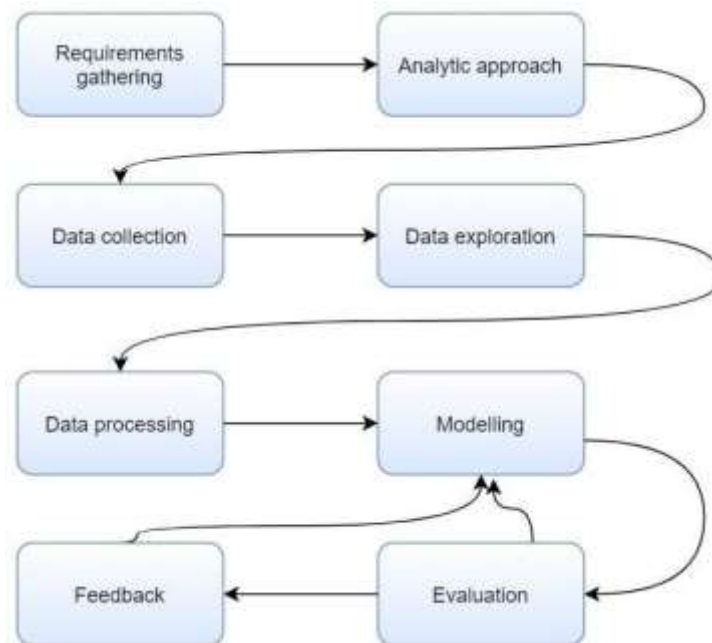 Requirements
gathering
Analytic approach
Data collection
Data exploration
Data processing
Modelling
Feedback
Evaluation